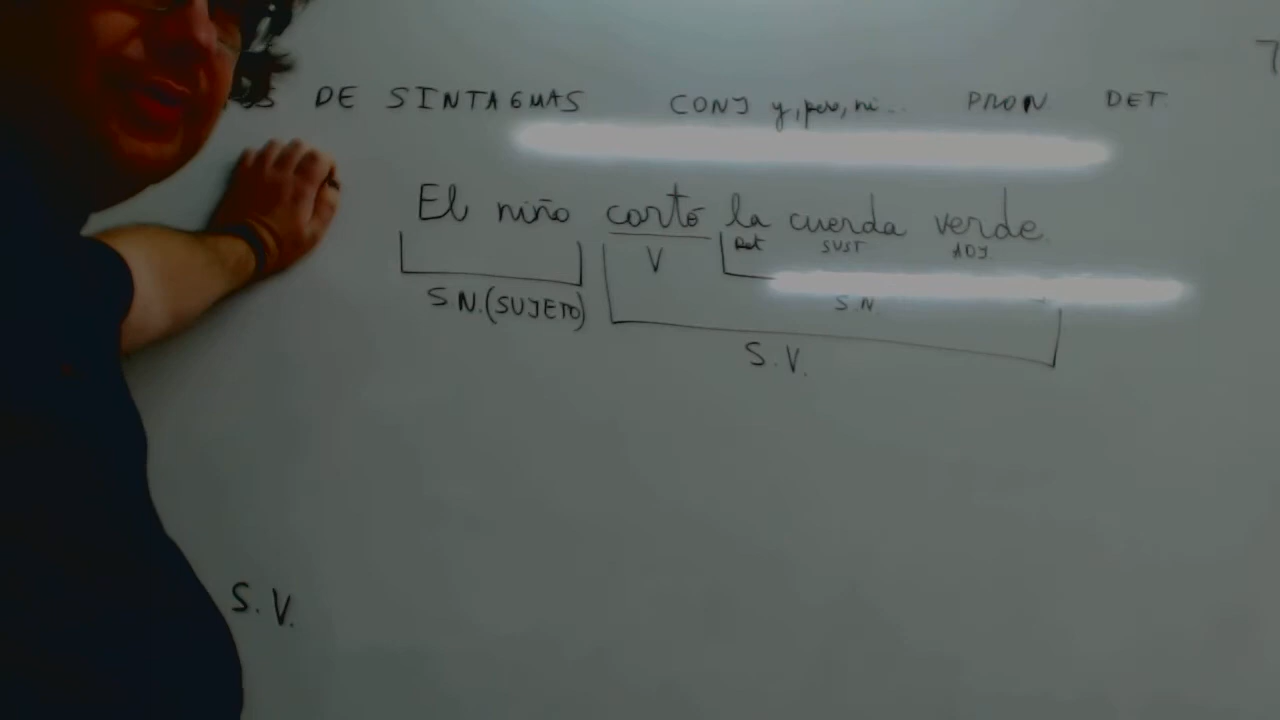 DE SINTAGMAS CONJ y, pero, ni... PRON DET.
El niño cortó la cuerda verde.
Det SUST ADJ.
V
S.N.(SUJETO) S.N.
S.V.
S.V.